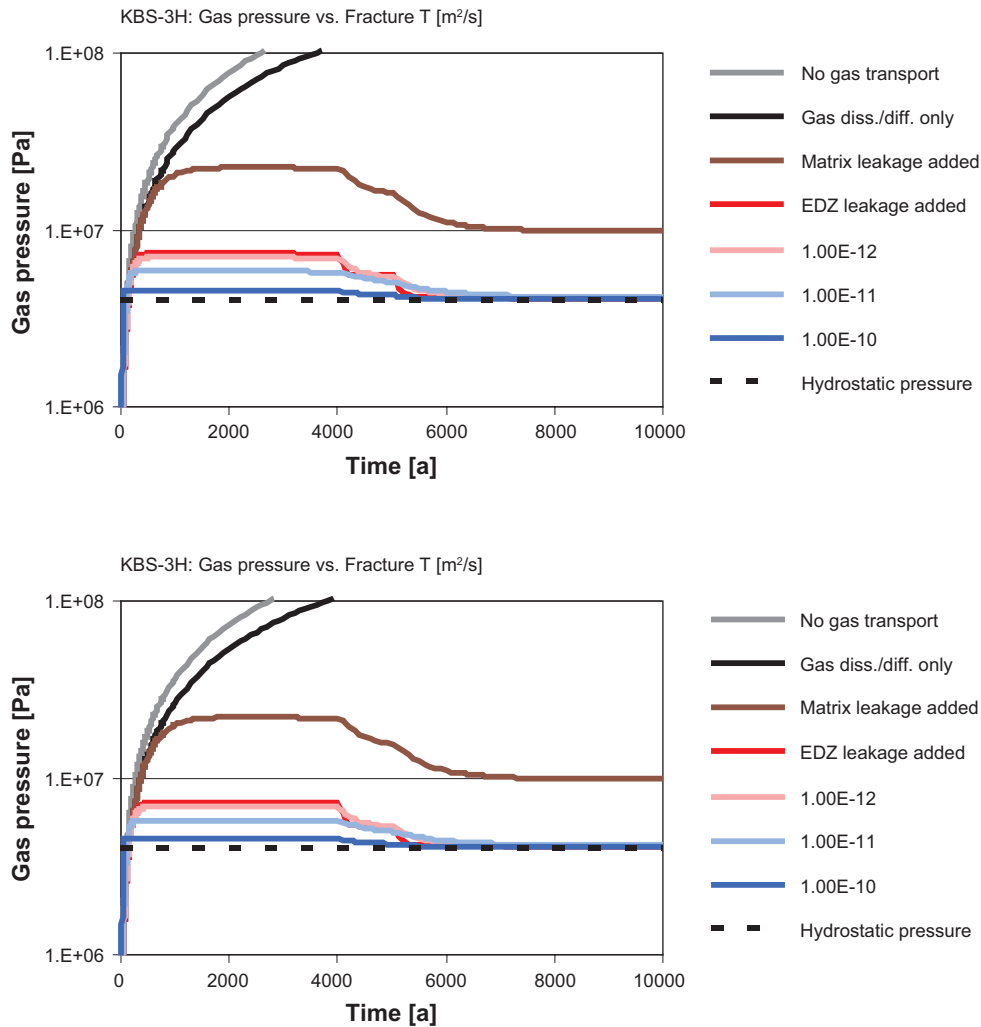 KBS-3H: Gas pressure vs. Fracture T [m²/s]
1.E+08
1.E+07
1.E+06
Gas pressure [Pa]
0 2000 4000 6000 8000 10000
Time [a]
No gas transport
Gas diss./diff. only
Matrix leakage added
EDZ leakage added
1.00E-12
1.00E-11
1.00E-10
Hydrostatic pressure
KBS-3H: Gas pressure vs. Fracture T [m²/s]
1.E+08
1.E+07
1.E+06
Gas pressure [Pa]
0 2000 4000 6000 8000 10000
Time [a]
No gas transport
Gas diss./diff. only
Matrix leakage added
EDZ leakage added
1.00E-12
1.00E-11
1.00E-10
Hydrostatic pressure